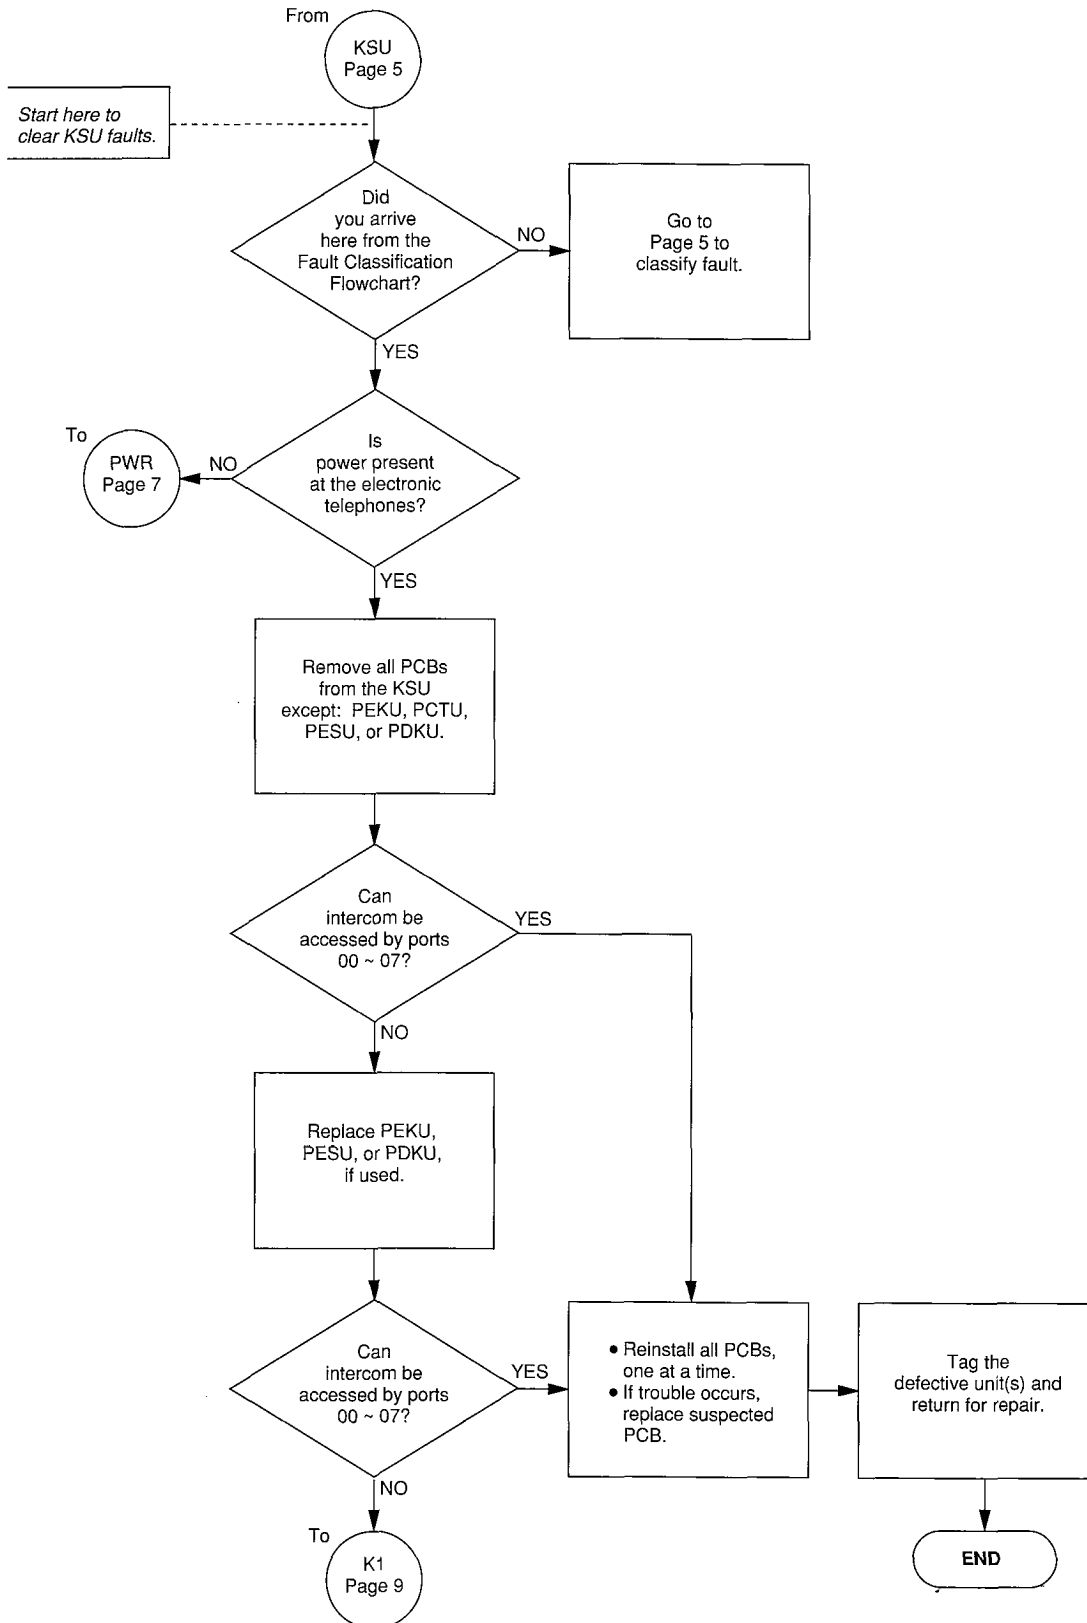 From
KSU
Page 5
Start here to
clear KSU faults.
Did
you arrive
here from the
Fault Classification
Flowchart?
NO
Go to
Page 5 to
classify fault.
YES
To
PWR
Page 7
NO
Is
power present
at the electronic
telephones?
YES
Remove all PCBs
from the KSU
except: PEKU, PCTU,
PESU, or PDKU.
Can
intercom be
accessed by ports
00 ~ 07?
YES
NO
Replace PEKU,
PESU, or PDKU,
if used.
Can
intercom be
accessed by ports
00 ~ 07?
YES
• Reinstall all PCBs,
one at a time.
• If trouble occurs,
replace suspected
PCB.
Tag the
defective unit(s) and
return for repair.
NO
To
K1
Page 9
END